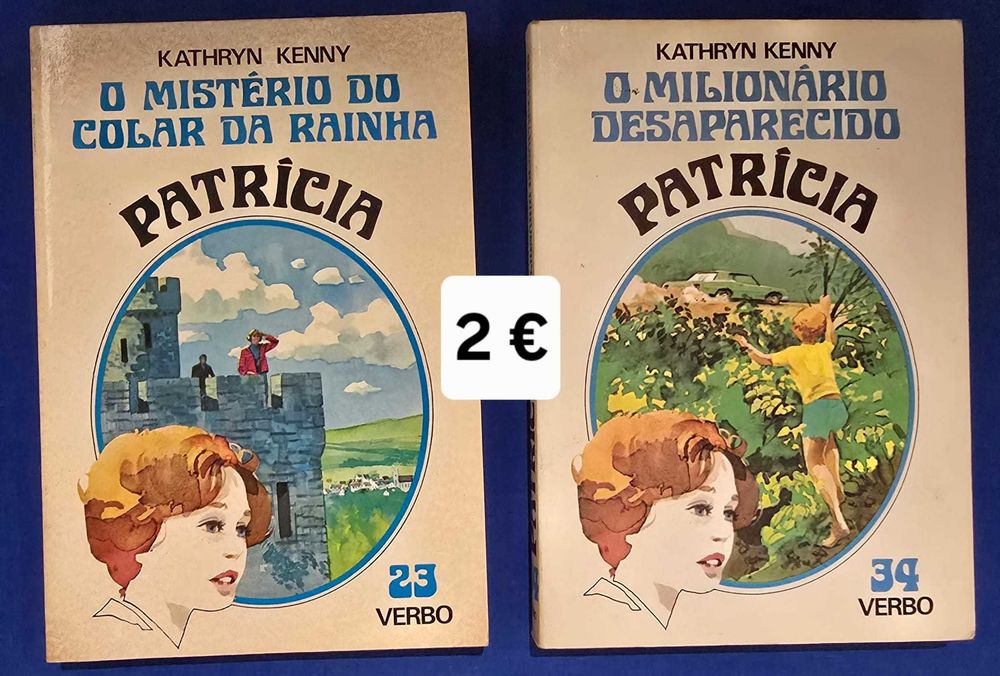 KATHRYN KENNY
O MISTÉRIO DO
COLAR DA RAINHA
PATRÍCIA
23
VERBO
2 €
KATHRYN KENNY
O MILIONÁRIO
DESAPARECIDO
PATRÍCIA
34
VERBO